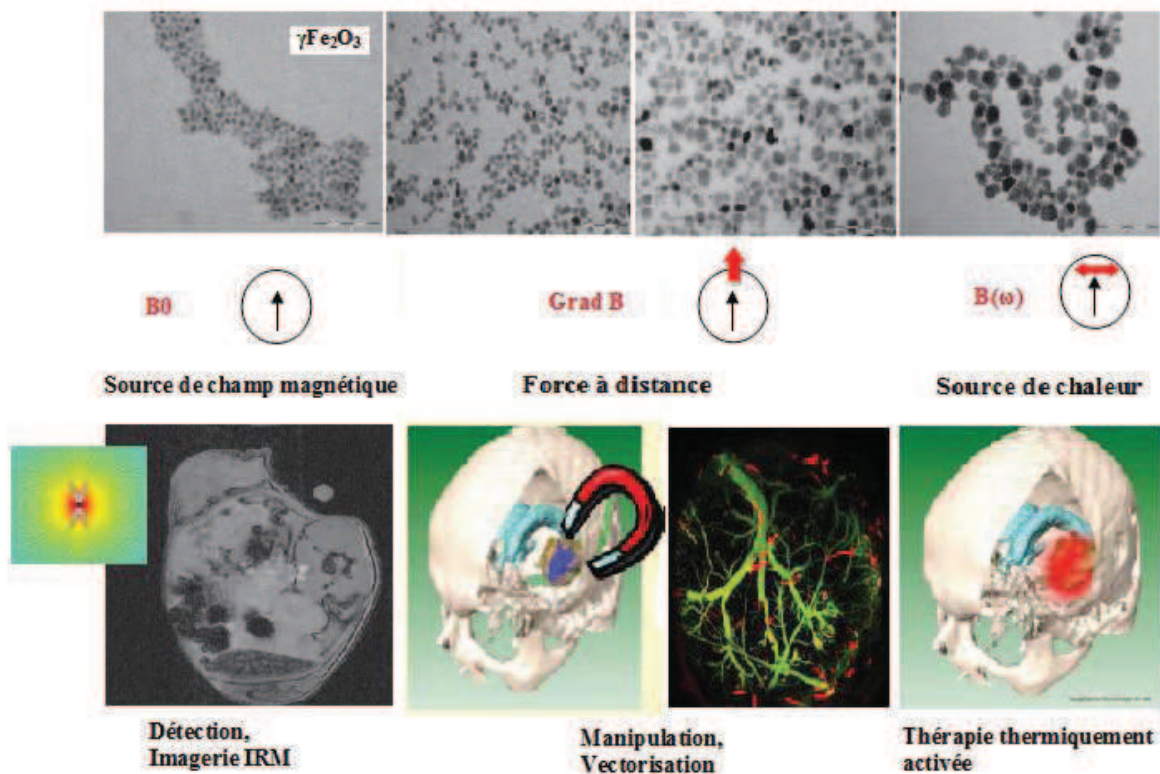 γFe₂O₃
B0
Grad B
B(ω)
Source de champ magnétique
Force à distance
Source de chaleur
Détection,
Imagerie IRM
Manipulation,
Vectorisation
Thérapie thermiquement
activée